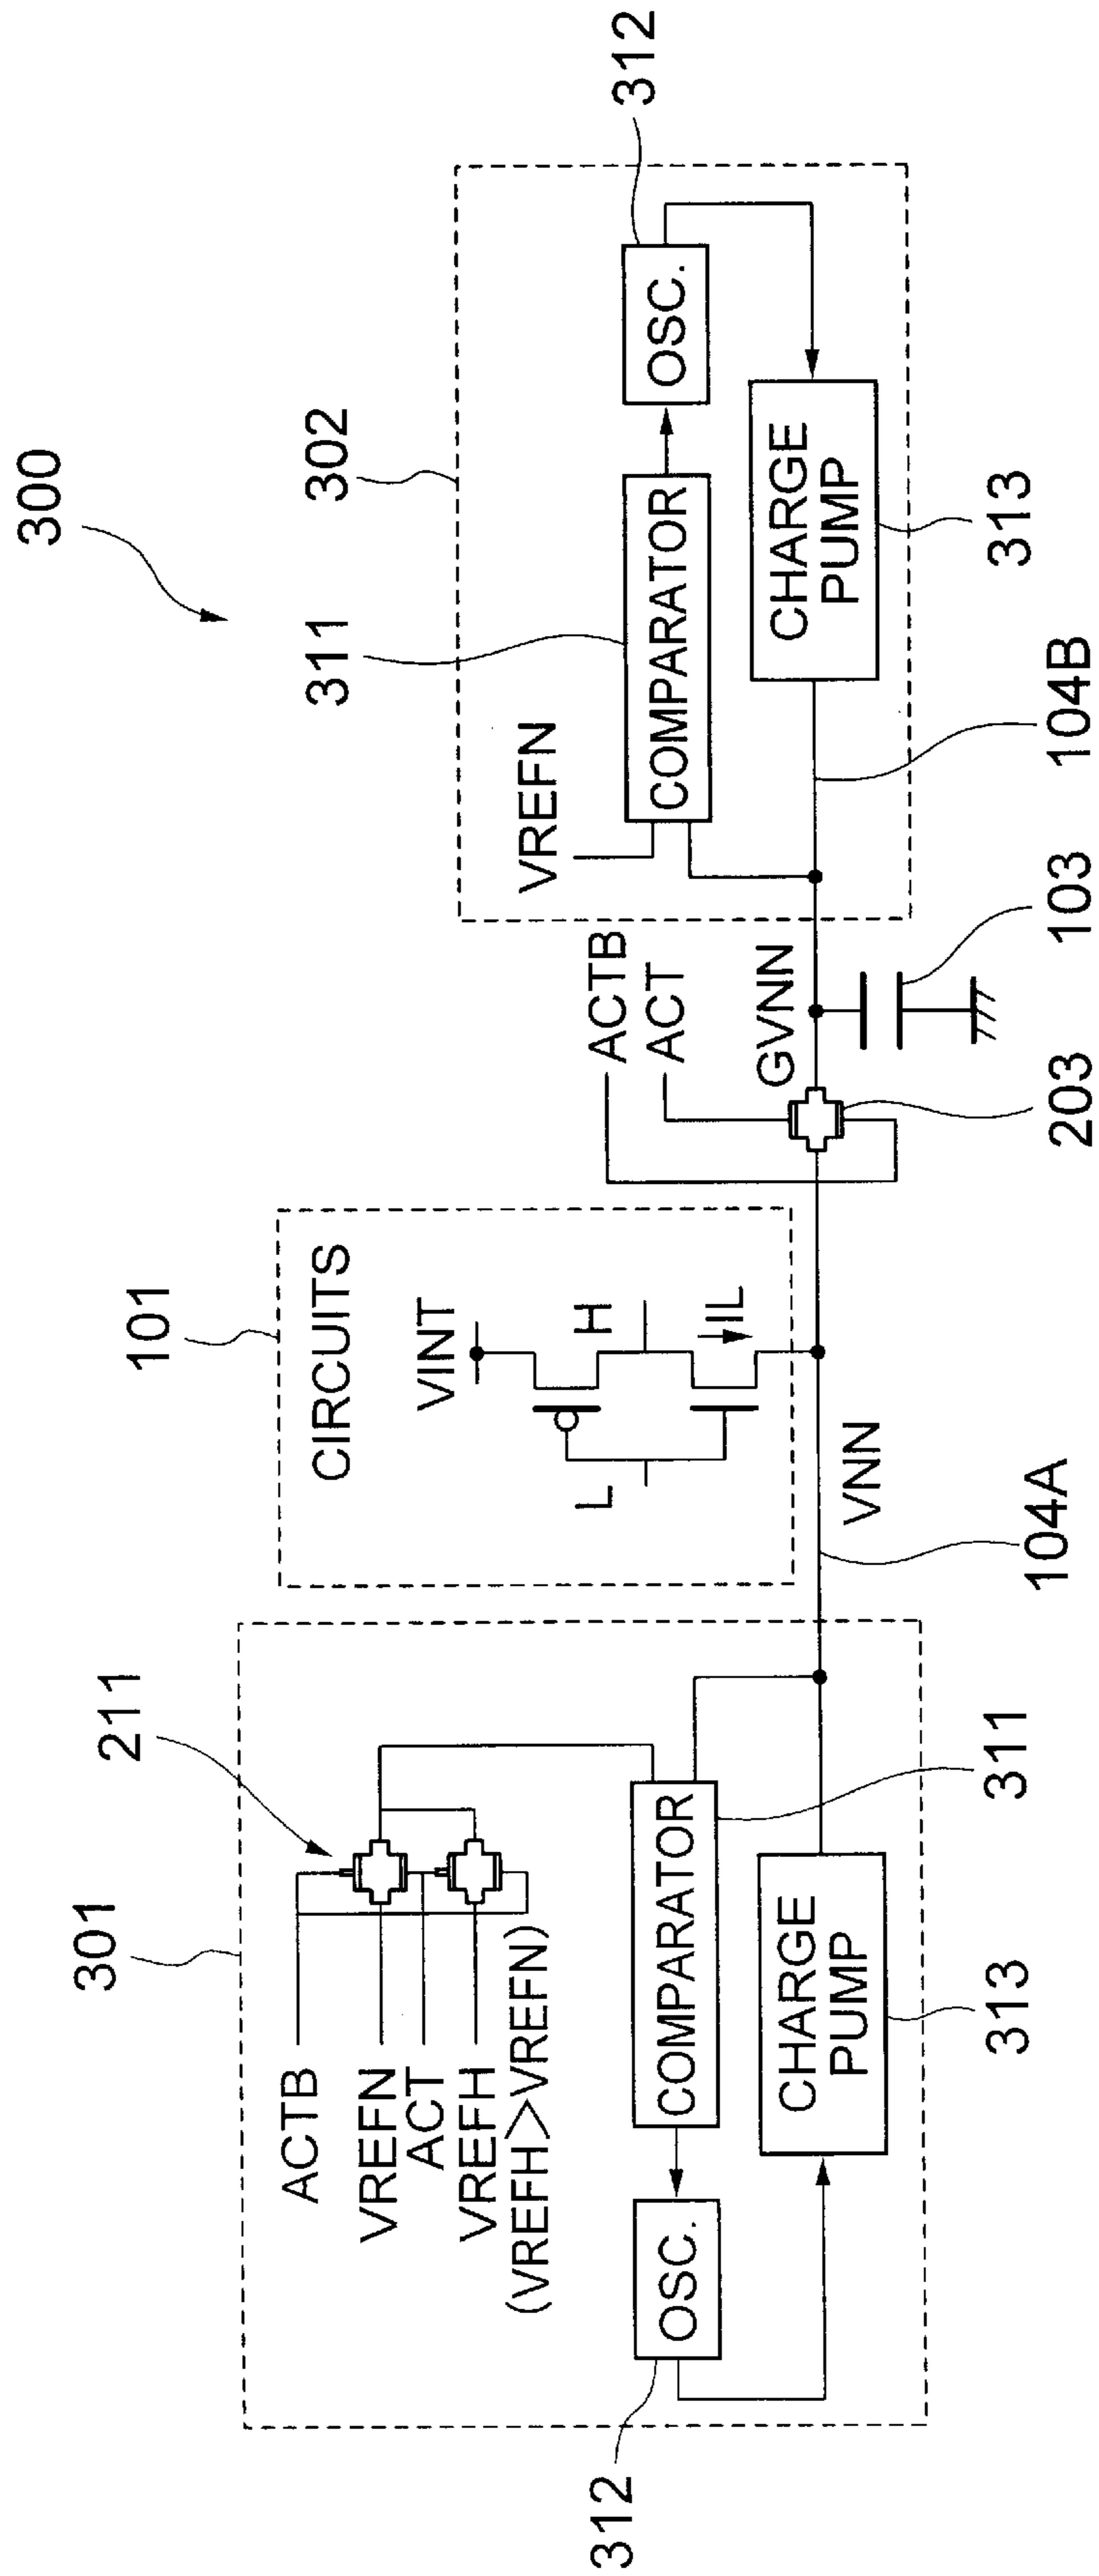 300
301
211
ACTB
VREFN
ACT
VREFH
(VREFH>VREFN)
COMPARATOR
311
OSC.
312
CHARGE
PUMP
313
101
CIRCUITS
VINT
H
L
IL
VNN
104A
ACTB
ACT
GVNN
203
103
302
VREFN
311
COMPARATOR
OSC.
312
CHARGE
PUMP
313
104B